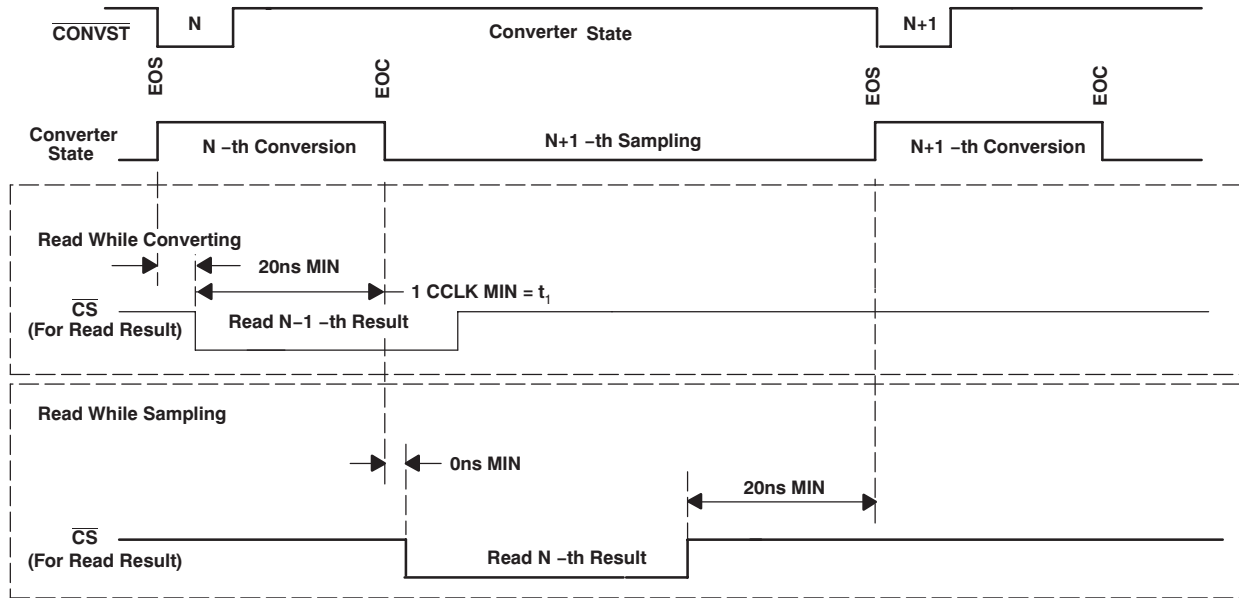 CONVST
N
Converter State
N+1
EOS
EOC
EOS
EOC
Converter
State
N –th Conversion
N+1 –th Sampling
N+1 –th Conversion
Read While Converting
20ns MIN
1 CCLK MIN = t1
CS
(For Read Result)
Read N–1 –th Result
Read While Sampling
0ns MIN
20ns MIN
CS
(For Read Result)
Read N –th Result